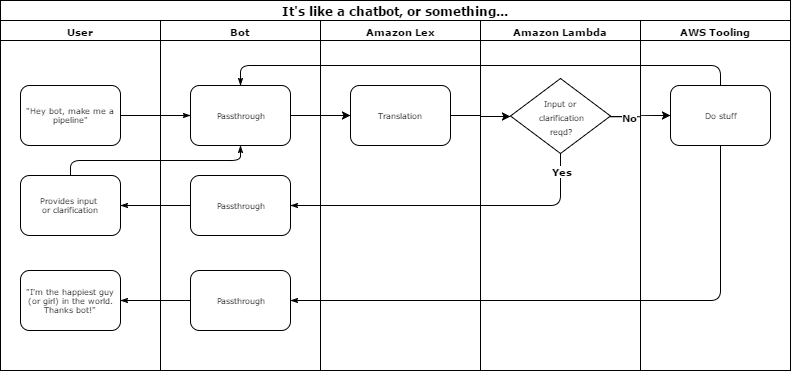 It's like a chatbot, or something...
User
Bot
Amazon Lex
Amazon Lambda
AWS Tooling
"Hey bot, make me a
pipeline"
Passthrough
Translation
Input or
clarification
reqd?
No
Do stuff
Yes
Provides input
or clarification
Passthrough
"I'm the happiest guy
(or girl) in the world.
Thanks bot!"
Passthrough